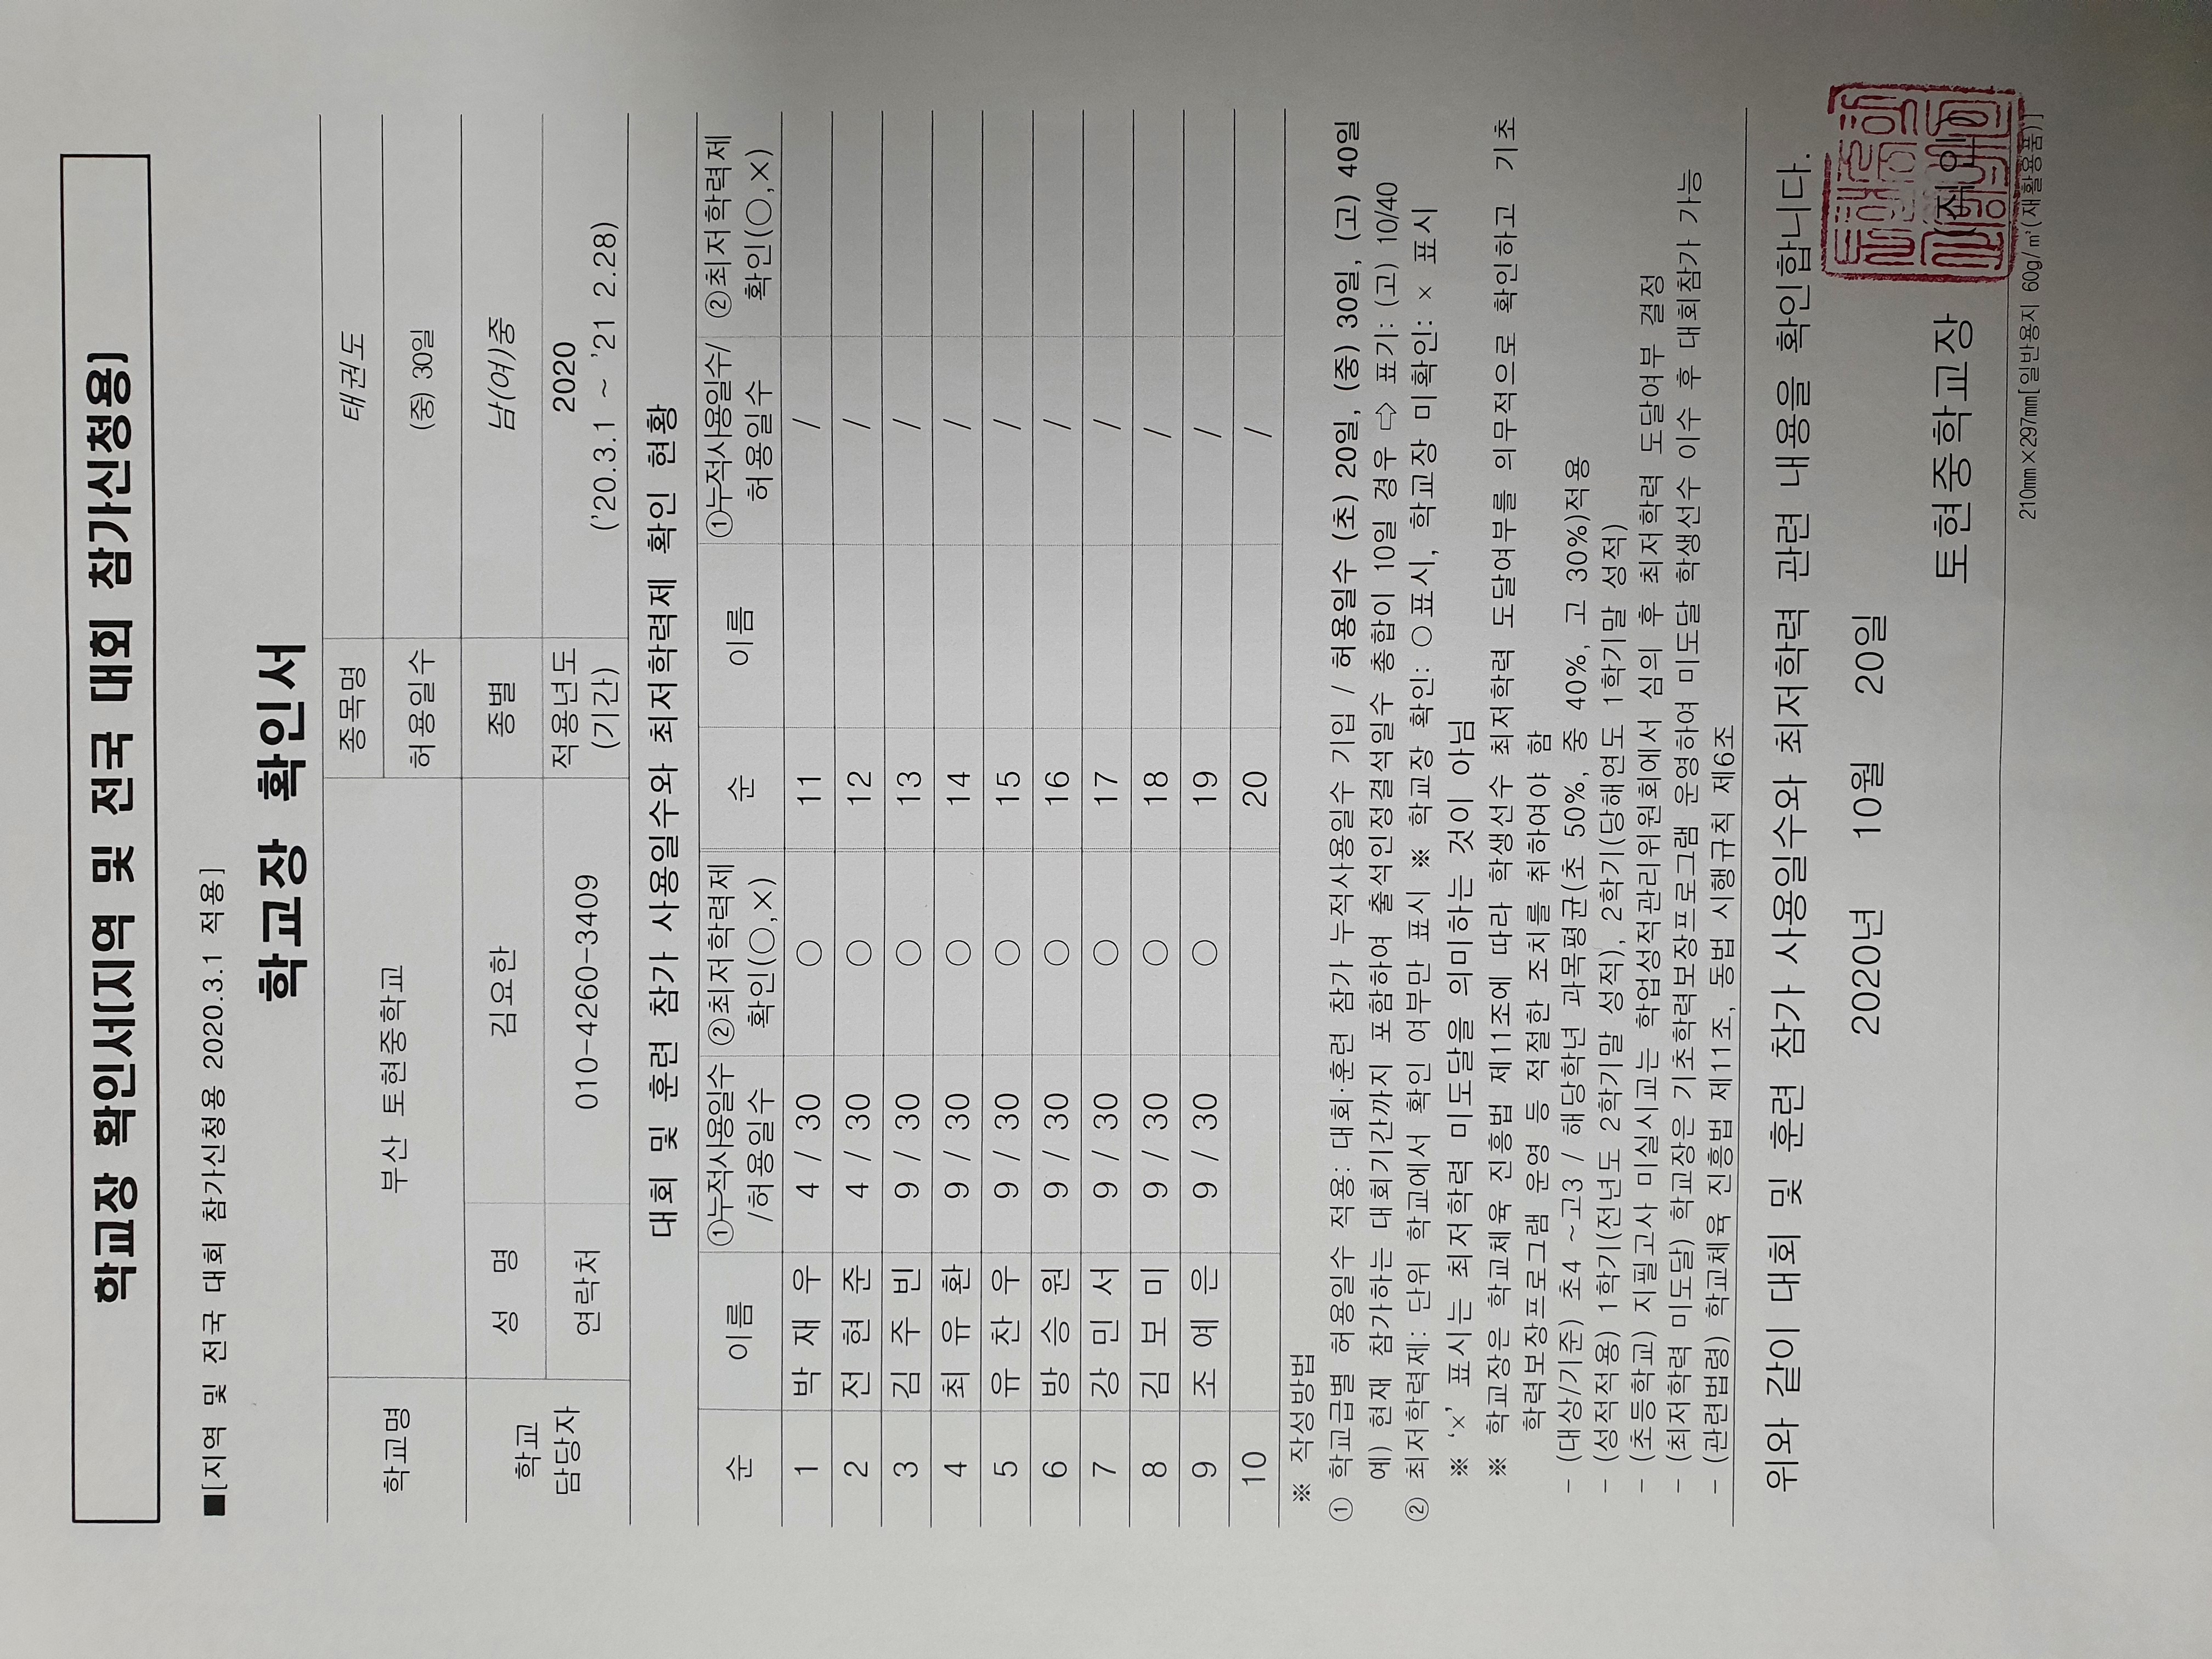 학교장 확인서(지역 및 전국 대회 참가신청용)
■[지역 및 전국 대회 참가신청용 2020.3.1 적용]
학교장 확인서
학교명 부산 토현중학교 종목명 태권도
허용일수 (중) 30일
학교 담당자 성 명 김요한 종별 남(여)중
연락처 010-4260-3409 적용년도 (기간) 2020 ('20.3.1 ~ '21 2.28)
대회 및 훈련 참가 사용일수와 최저학력제 확인 현황
순 이름 ①누적사용일수/허용일수 ②최저학력제 확인(○,×) 순 이름 ①누적사용일수/허용일수 ②최저학력제 확인(○,×)
1 박 재 우 4 / 30 ○ 11 /
2 전 현 준 4 / 30 ○ 12 /
3 김 주 빈 9 / 30 ○ 13 /
4 최 유 환 9 / 30 ○ 14 /
5 유 찬 우 9 / 30 ○ 15 /
6 방 승 원 9 / 30 ○ 16 /
7 강 민 서 9 / 30 ○ 17 /
8 김 보 미 9 / 30 ○ 18 /
9 조 예 은 9 / 30 ○ 19 /
10 20 /
※ 작성방법
① 학교급별 허용일수 적용: 대회·훈련 참가 누적사용일수 기입 / 허용일수 (초) 20일, (중) 30일, (고) 40일
예) 현재 참가하는 대회기간까지 포함하여 출석인정결석일수 총합이 10일 경우 ⇨ 표기: (고) 10/40
② 최저학력제: 단위 학교에서 확인 여부만 표시 ※ 학교장 확인: ○ 표시, 학교장 미확인: × 표시
※ ‘×’ 표시는 최저학력 미도달을 의미하는 것이 아님
※ 학교장은 학교체육 진흥법 제11조에 따라 학생선수 최저학력 도달여부를 의무적으로 확인하고 기초
학력보장프로그램 운영 등 적절한 조치를 취하여야 함
- (대상/기준) 초4 ~고3 / 해당학년 과목평균(초 50%, 중 40%, 고 30%)적용
- (성적적용) 1학기(전년도 2학기말 성적), 2학기(당해연도 1학기말 성적)
- (초등학교) 지필고사 미실시교는 학업성적관리위원회에서 심의 후 최저학력 도달여부 결정
- (최저학력 미도달) 학교장은 기초학력보장프로그램 운영하여 미도달 학생선수 이수 후 대회참가 가능
- (관련법령) 학교체육 진흥법 제11조, 동법 시행규칙 제6조
위와 같이 대회 및 훈련 참가 사용일수와 최저학력 관련 내용을 확인합니다.
2020년 10월 20일
토현중학교장 (직인)
210㎜×297㎜[일반용지 60g/㎡(재활용품)]